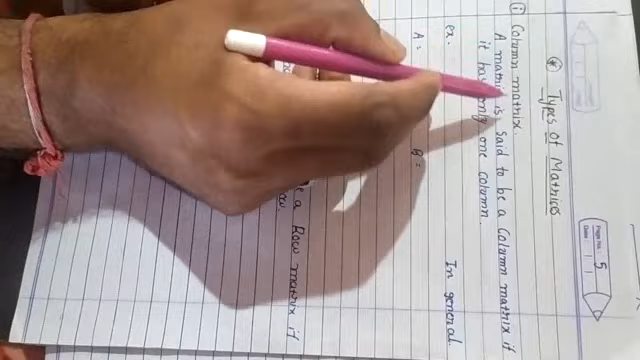 Page No. 5
Date
* Types of Matrices
i Column matrix.
A matrix is said to be a Column matrix if
it has only one column.
ex. In general
A = B =
be a Row matrix if